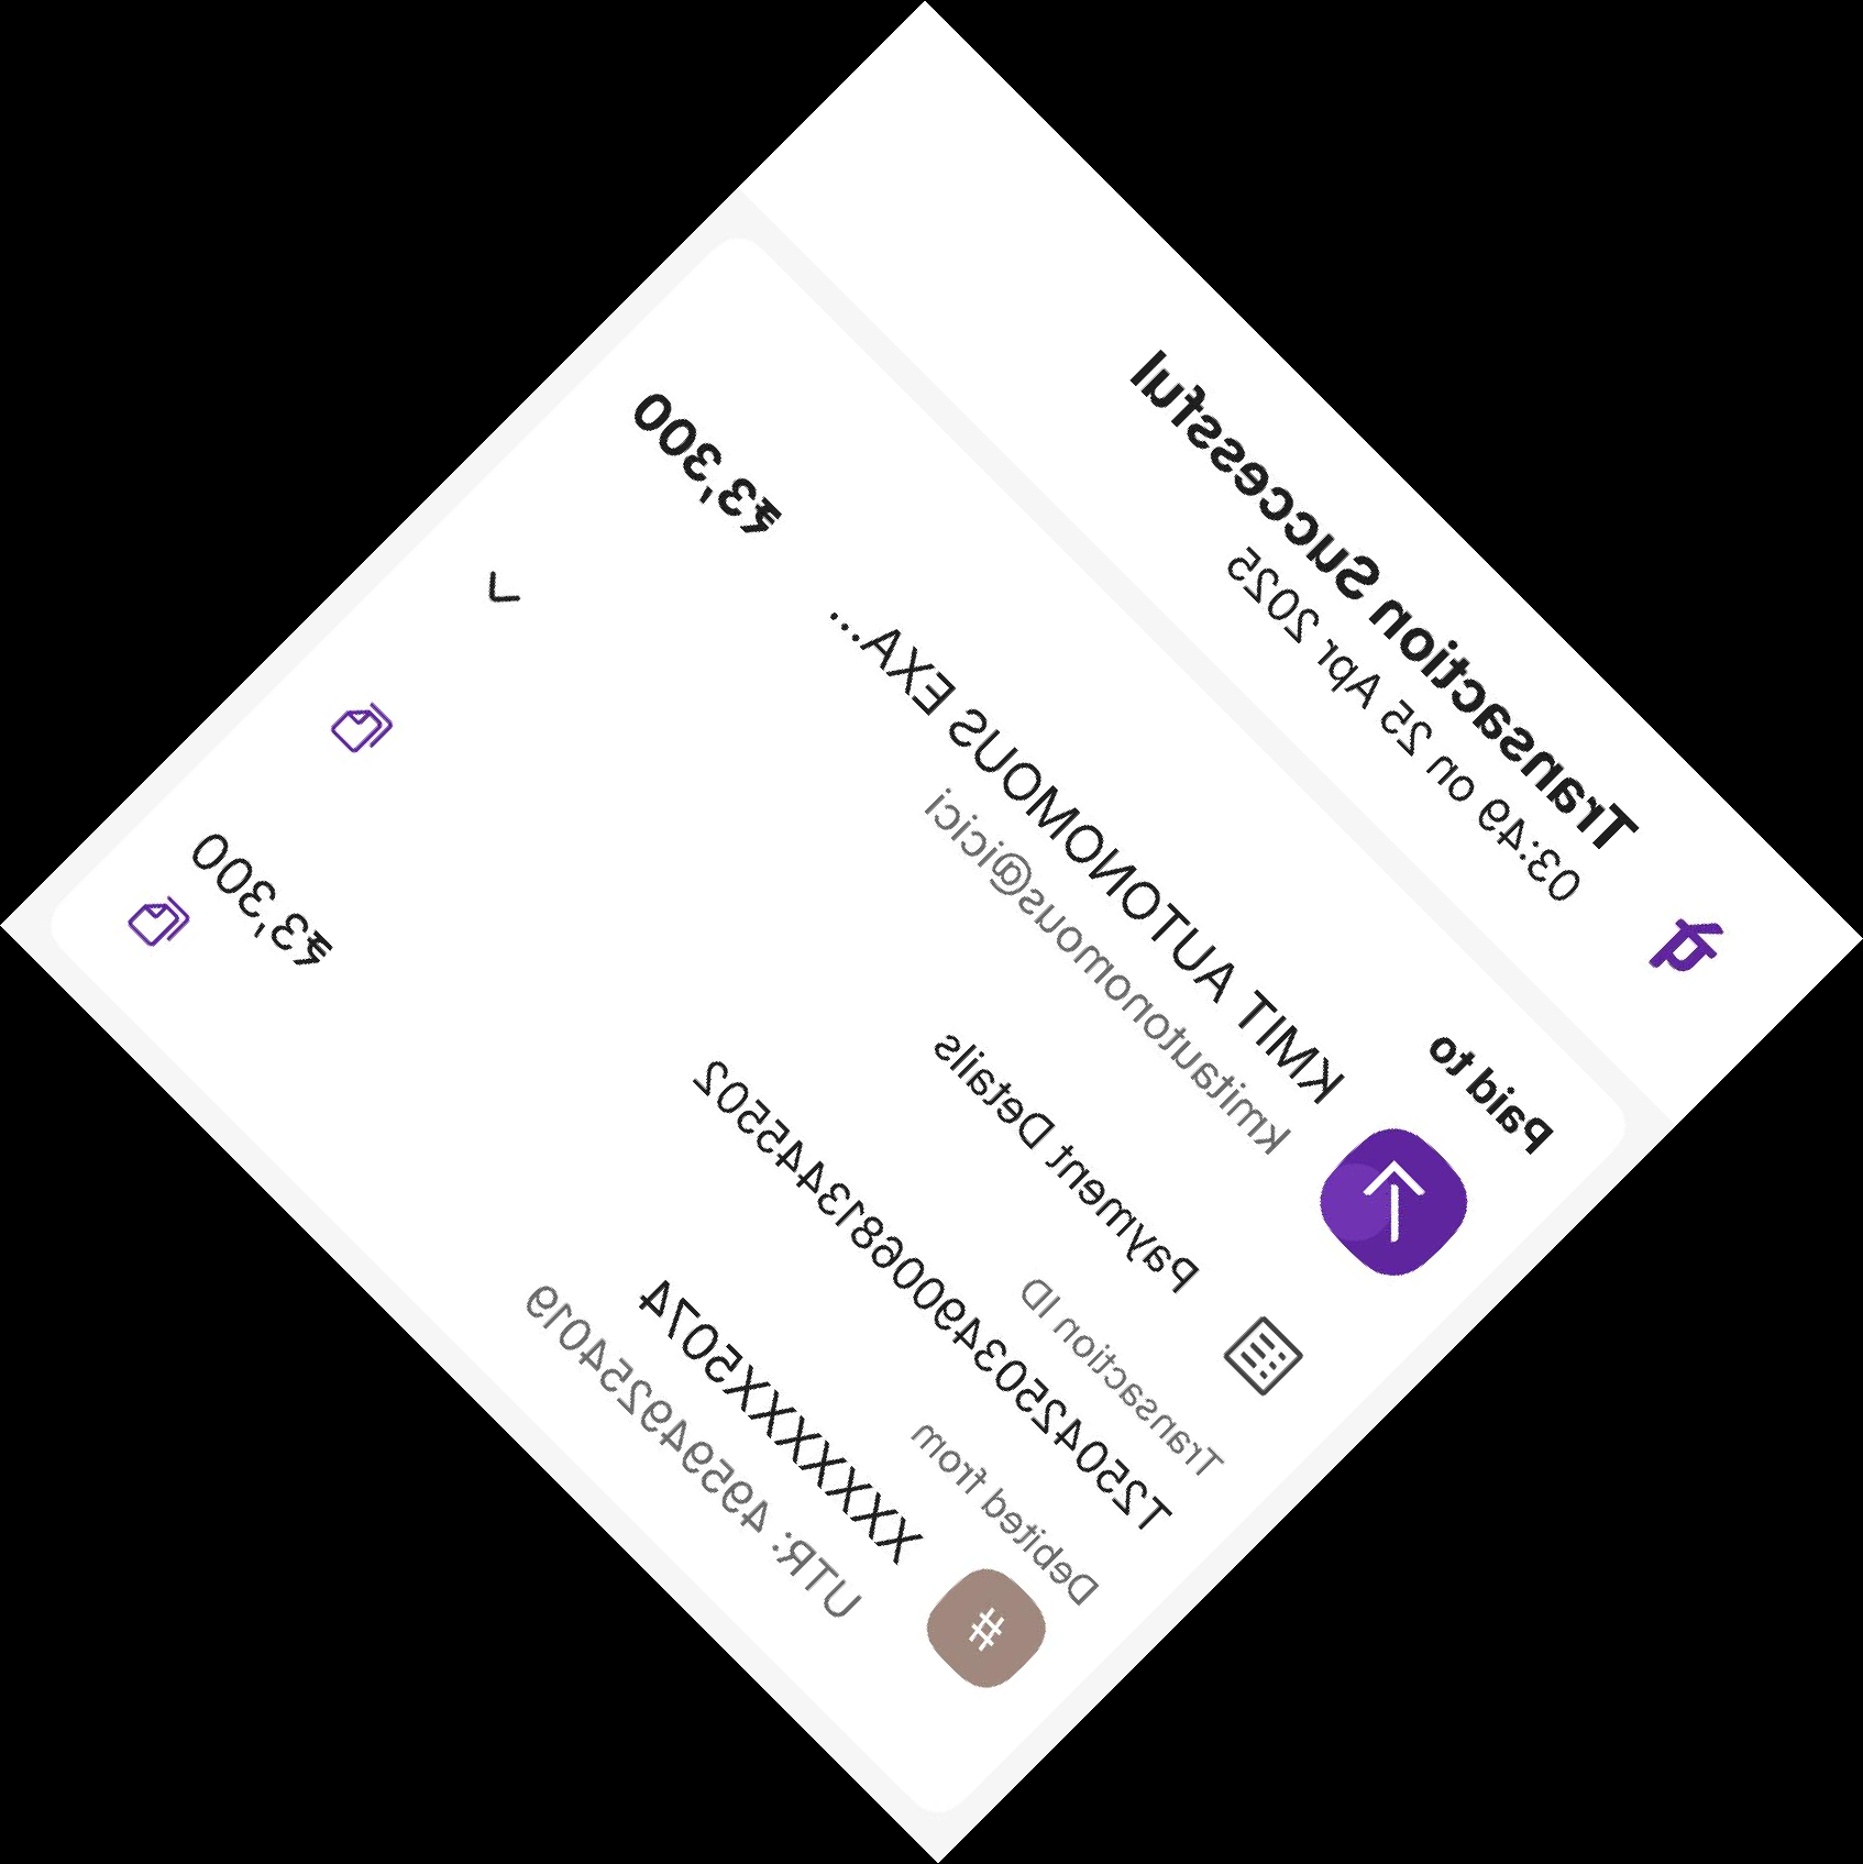 Transaction Successful
03:49 on 25 Apr 2025
Paid to
KMIT AUTONOMOUS EXA...
₹3,300
kmitautonomous@icici
Payment Details
Transaction ID
T2504250349006813445502
Debited from
XXXXXXX5074
₹3,300
UTR: 495949254019